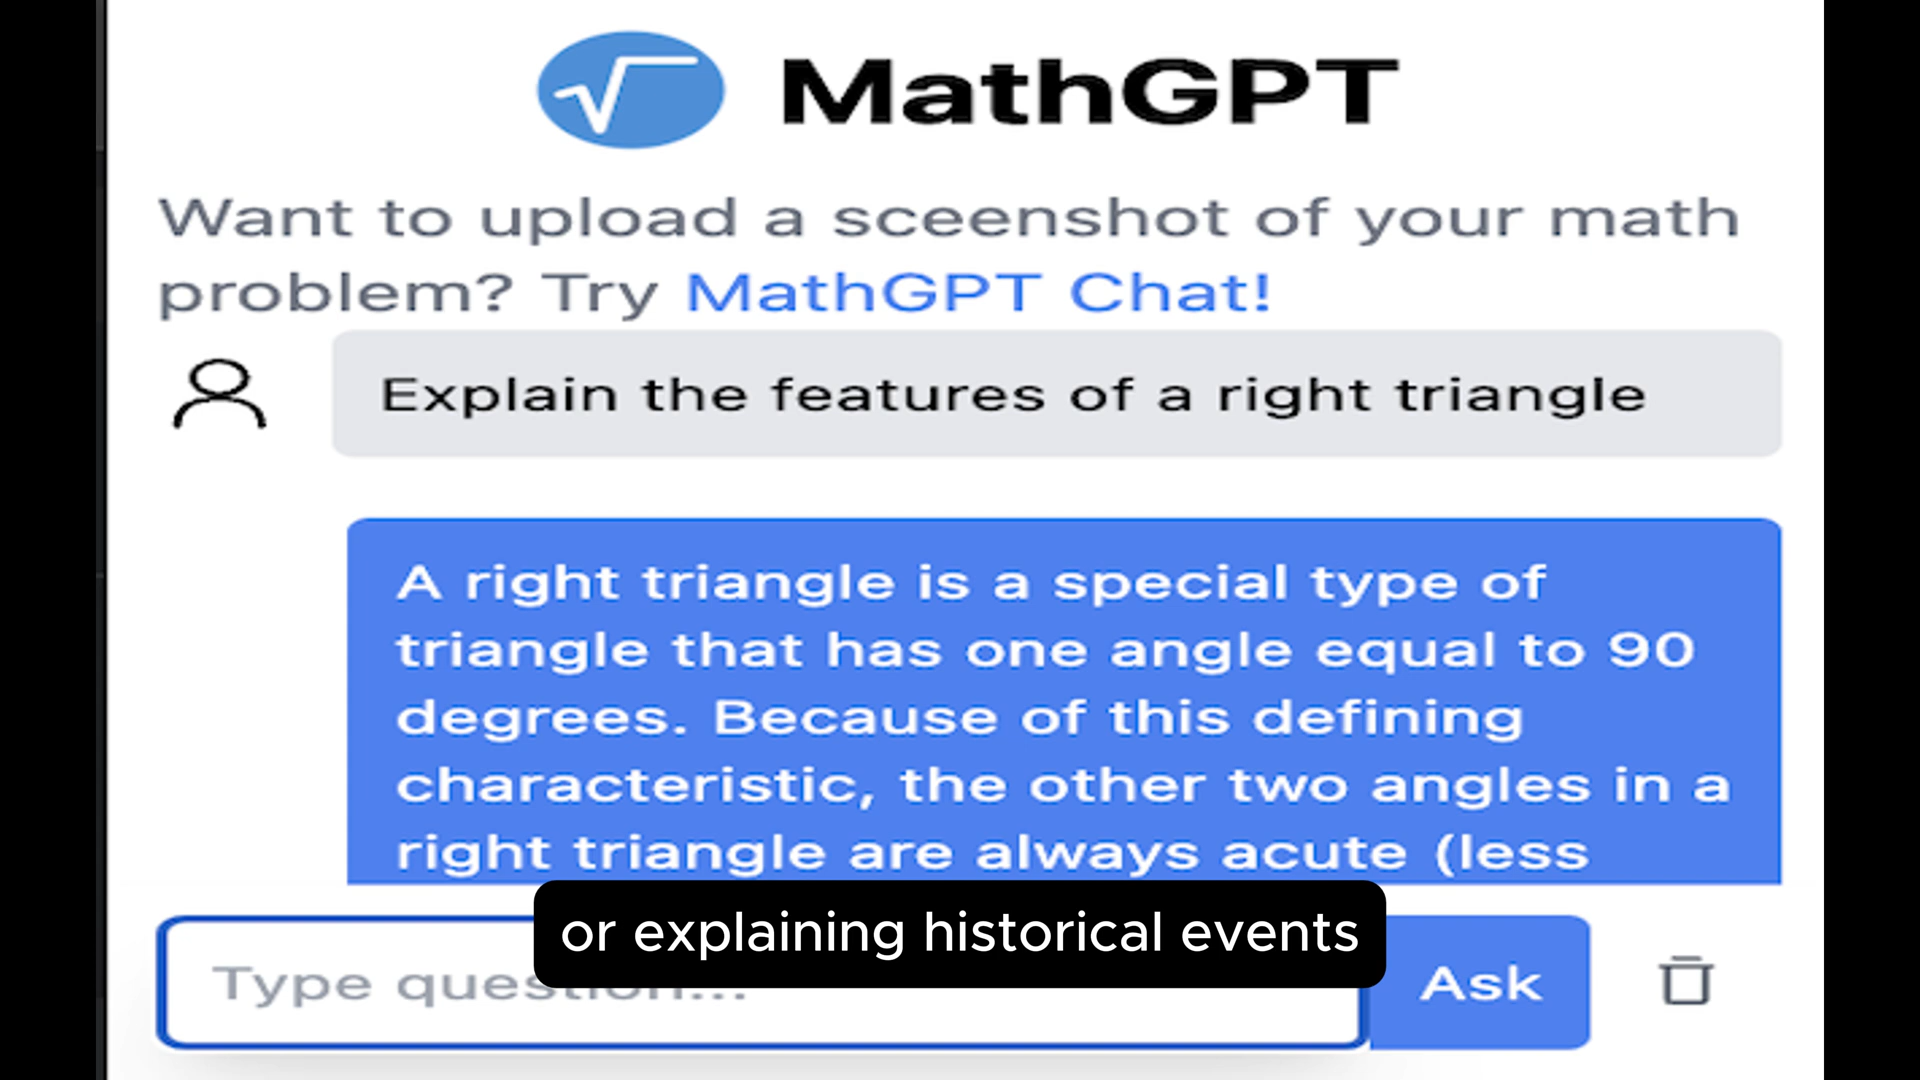 MathGPT
Want to upload a sceenshot of your math
problem? Try MathGPT Chat!
Explain the features of a right triangle
A right triangle is a special type of
triangle that has one angle equal to 90
degrees. Because of this defining
characteristic, the other two angles in a
right triangle are always acute (less
or explaining historical events
Type question...
Ask